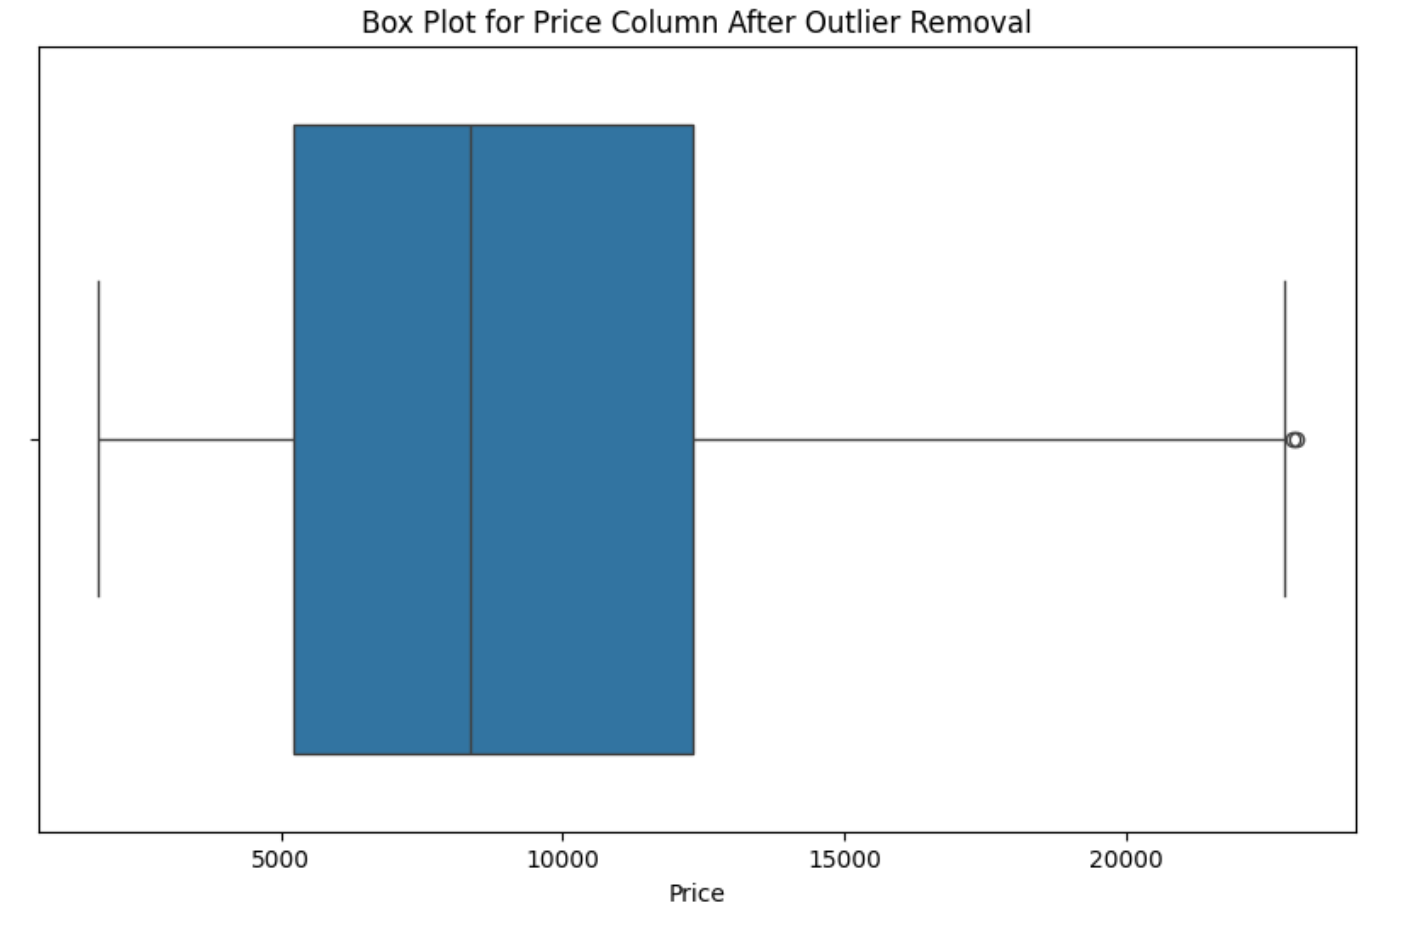 Box Plot for Price Column After Outlier Removal
5000 10000 15000 20000
Price